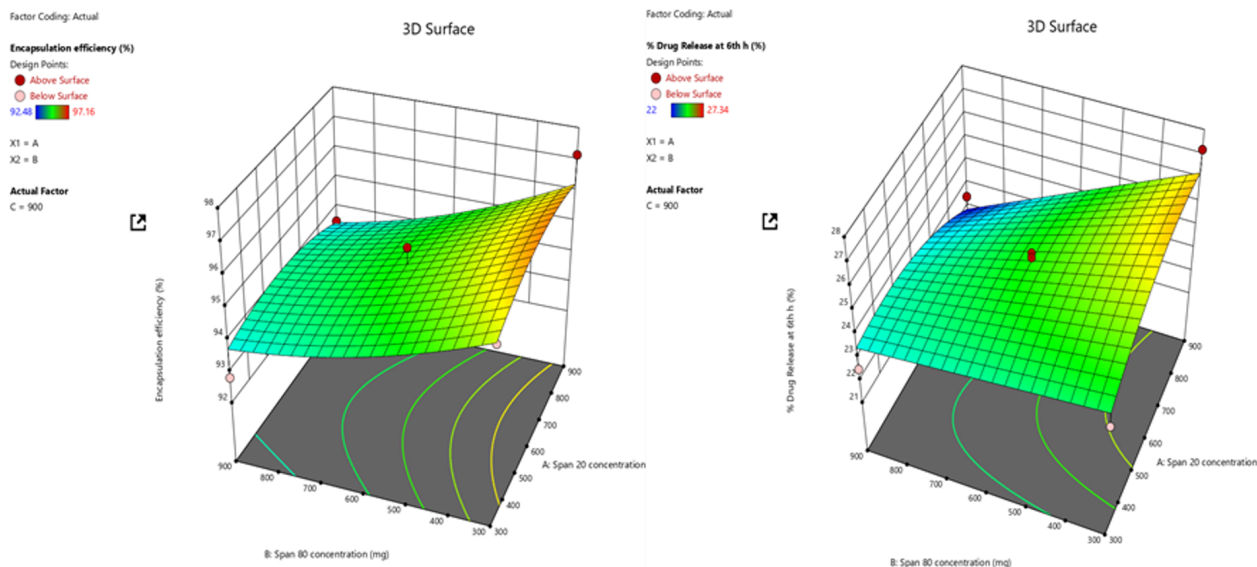 Factor Coding: Actual
3D Surface
Encapsulation efficiency (%)
Design Points:
Above Surface
Below Surface
92.48 97.16
X1 = A
X2 = B
Actual Factor
C = 900
98
97
96
95
94
93
92
Encapsulation efficiency (%)
900
800
700
600
500
400
300
B: Span 80 concentration (mg)
300
400
500
600
700
800
900
A: Span 20 concentration
Factor Coding: Actual
3D Surface
% Drug Release at 6th h (%)
Design Points:
Above Surface
Below Surface
22 27.34
X1 = A
X2 = B
Actual Factor
C = 900
28
27
26
25
24
23
22
21
% Drug Release at 6th h (%)
900
800
700
600
500
400
300
B: Span 80 concentration (mg)
300
400
500
600
700
800
900
A: Span 20 concentration